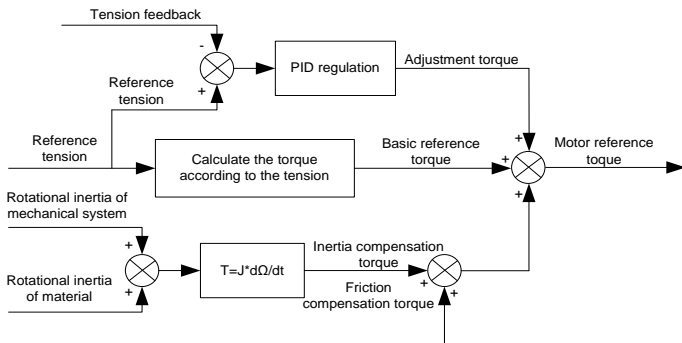 Tension feedback
-
PID regulation
Adjustment torque
+
Reference
tension
Reference
tension
Calculate the torque
according to the tension
Basic reference
torque
+
+
+
Motor reference
toque
Rotational inertia of
mechanical system
+
Rotational inertia
of material
+
T=J*dΩ/dt
Inertia compensation
torque
+
Friction
compensation torque
+